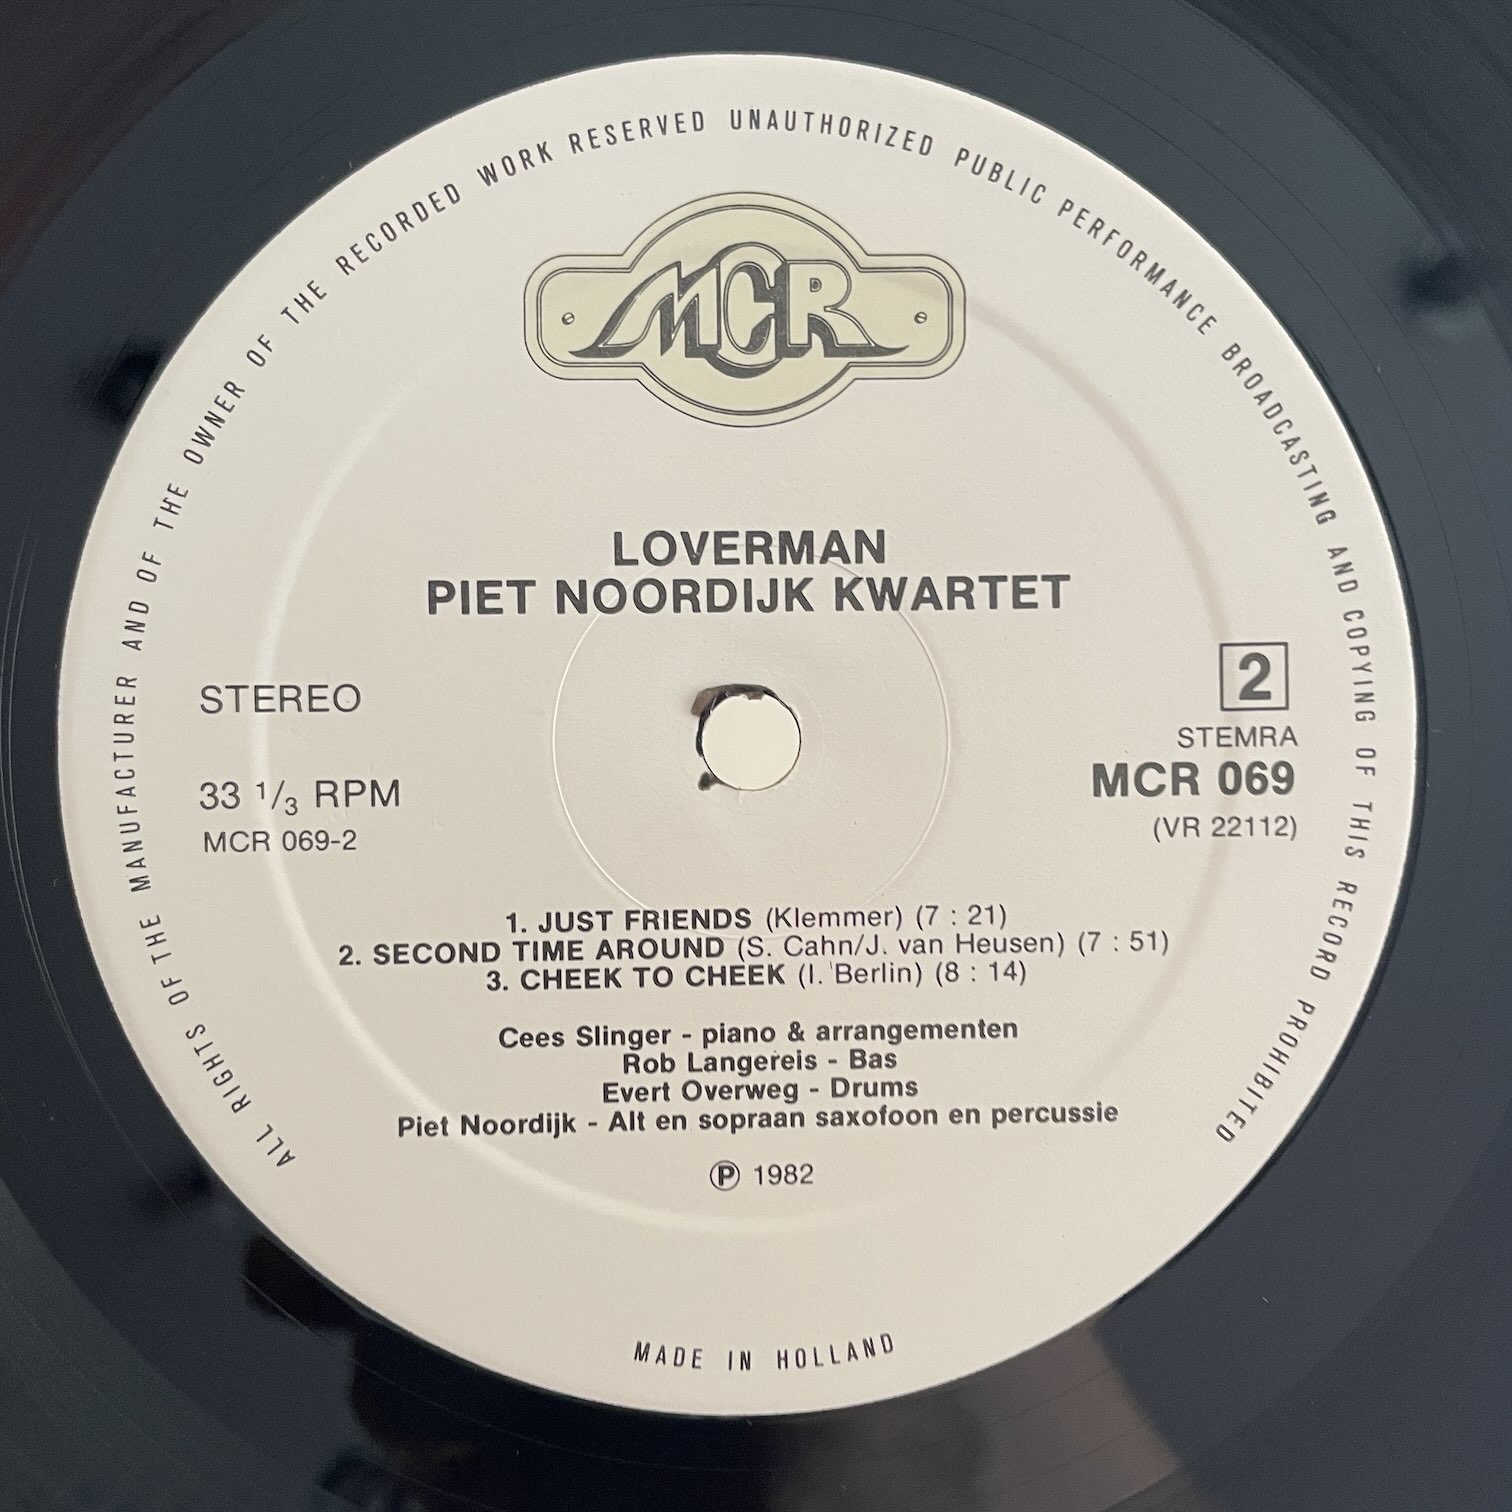 ALL RIGHTS OF THE MANUFACTURER AND OF THE OWNER OF THE RECORDED WORK RESERVED UNAUTHORIZED PUBLIC PERFORMANCE BROADCASTING AND COPYING OF THIS RECORD PROHIBITED
MCR
LOVERMAN
PIET NOORDIJK KWARTET
STEREO
33 1/3 RPM
MCR 069-2
2
STEMRA
MCR 069
(VR 22112)
1. JUST FRIENDS (Klemmer) (7 : 21)
2. SECOND TIME AROUND (S. Cahn/J. van Heusen) (7 : 51)
3. CHEEK TO CHEEK (I. Berlin) (8 : 14)
Cees Slinger - piano & arrangementen
Rob Langereis - Bas
Evert Overweg - Drums
Piet Noordijk - Alt en sopraan saxofoon en percussie
℗ 1982
MADE IN HOLLAND